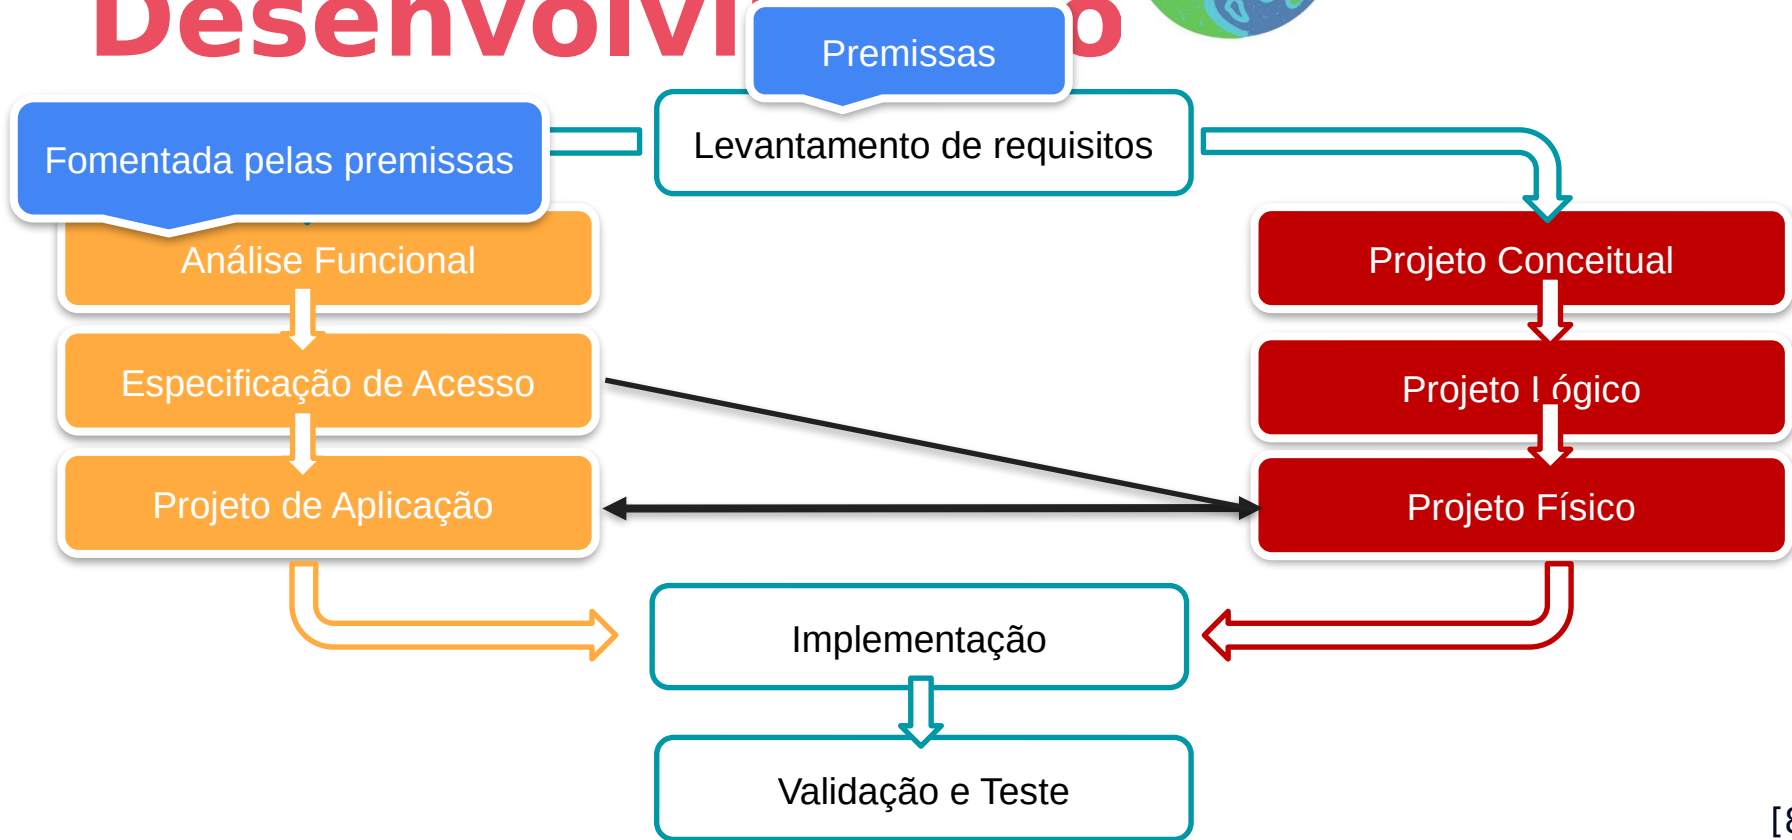 Premissas
Fomentada pelas premissas
Levantamento de requisitos
Análise Funcional
Projeto Conceitual
Especificação de Acesso
Projeto Lógico
Projeto de Aplicação
Projeto Físico
Implementação
Validação e Teste